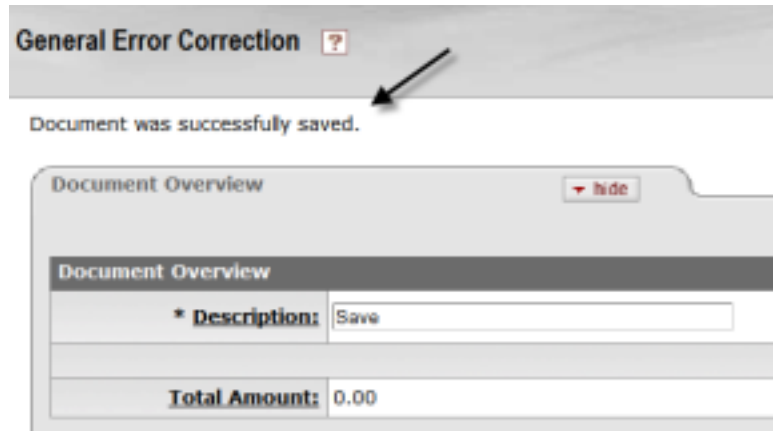 General Error Correction ?
Document was successfully saved.
Document Overview hide
Document Overview
* Description: Save
Total Amount: 0.00